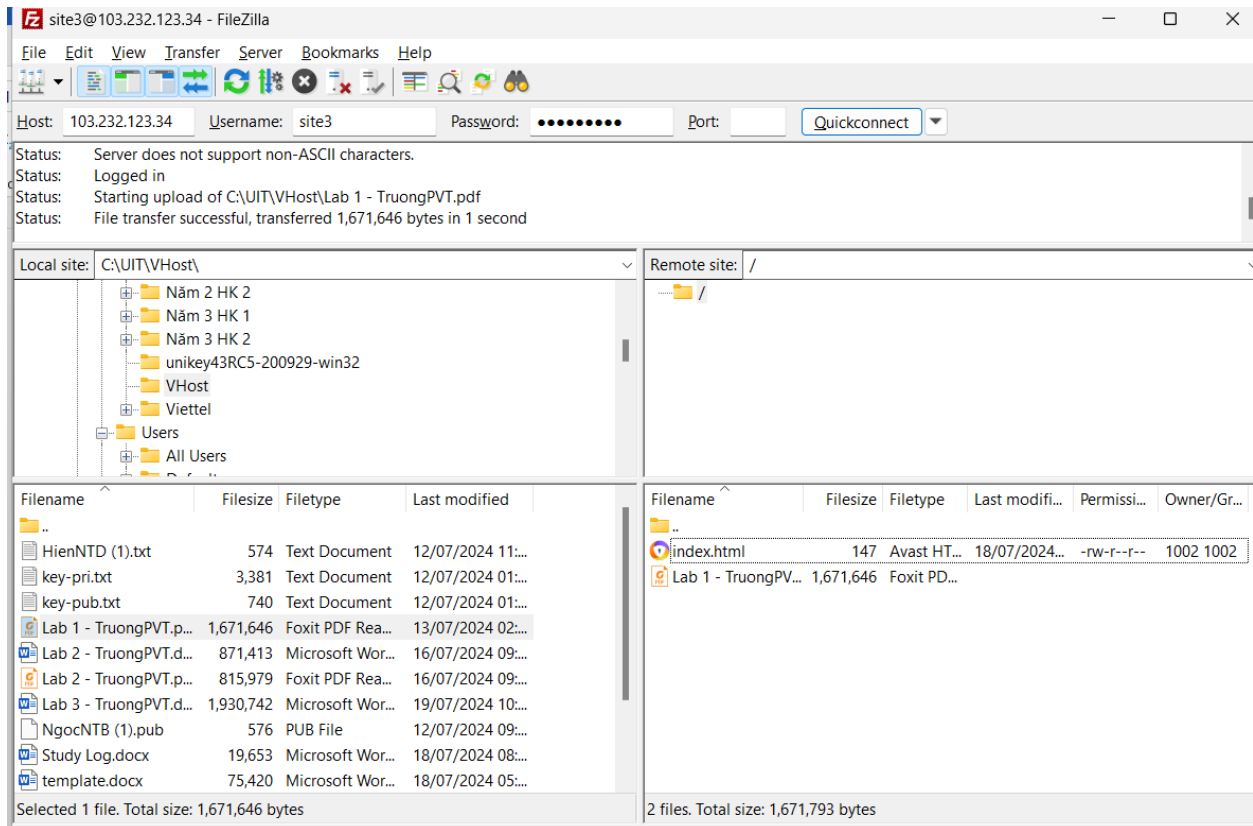 site3@103.232.123.34 - FileZilla
File Edit View Transfer Server Bookmarks Help
Host: 103.232.123.34 Username: site3 Password: ●●●●●●●●● Port: Quickconnect
Status: Server does not support non-ASCII characters.
Status: Logged in
Status: Starting upload of C:\UIT\VHost\Lab 1 - TruongPVT.pdf
Status: File transfer successful, transferred 1,671,646 bytes in 1 second
Local site: C:\UIT\VHost\
Năm 2 HK 2
Năm 3 HK 1
Năm 3 HK 2
unikey43RC5-200929-win32
VHost
Viettel
Users
All Users
Remote site: /
/
Filename Filesize Filetype Last modified
..
HienNTD (1).txt 574 Text Document 12/07/2024 11:...
key-pri.txt 3,381 Text Document 12/07/2024 01:...
key-pub.txt 740 Text Document 12/07/2024 01:...
Lab 1 - TruongPVT.p... 1,671,646 Foxit PDF Rea... 13/07/2024 02:...
Lab 2 - TruongPVT.d... 871,413 Microsoft Wor... 16/07/2024 09:...
Lab 2 - TruongPVT.p... 815,979 Foxit PDF Rea... 16/07/2024 09:...
Lab 3 - TruongPVT.d... 1,930,742 Microsoft Wor... 19/07/2024 10:...
NgocNTB (1).pub 576 PUB File 12/07/2024 09:...
Study Log.docx 19,653 Microsoft Wor... 18/07/2024 08:...
template.docx 75,420 Microsoft Wor... 18/07/2024 05:...
Selected 1 file. Total size: 1,671,646 bytes
Filename Filesize Filetype Last modifi... Permissi... Owner/Gr...
..
index.html 147 Avast HT... 18/07/2024... -rw-r--r-- 1002 1002
Lab 1 - TruongPV... 1,671,646 Foxit PD...
2 files. Total size: 1,671,793 bytes